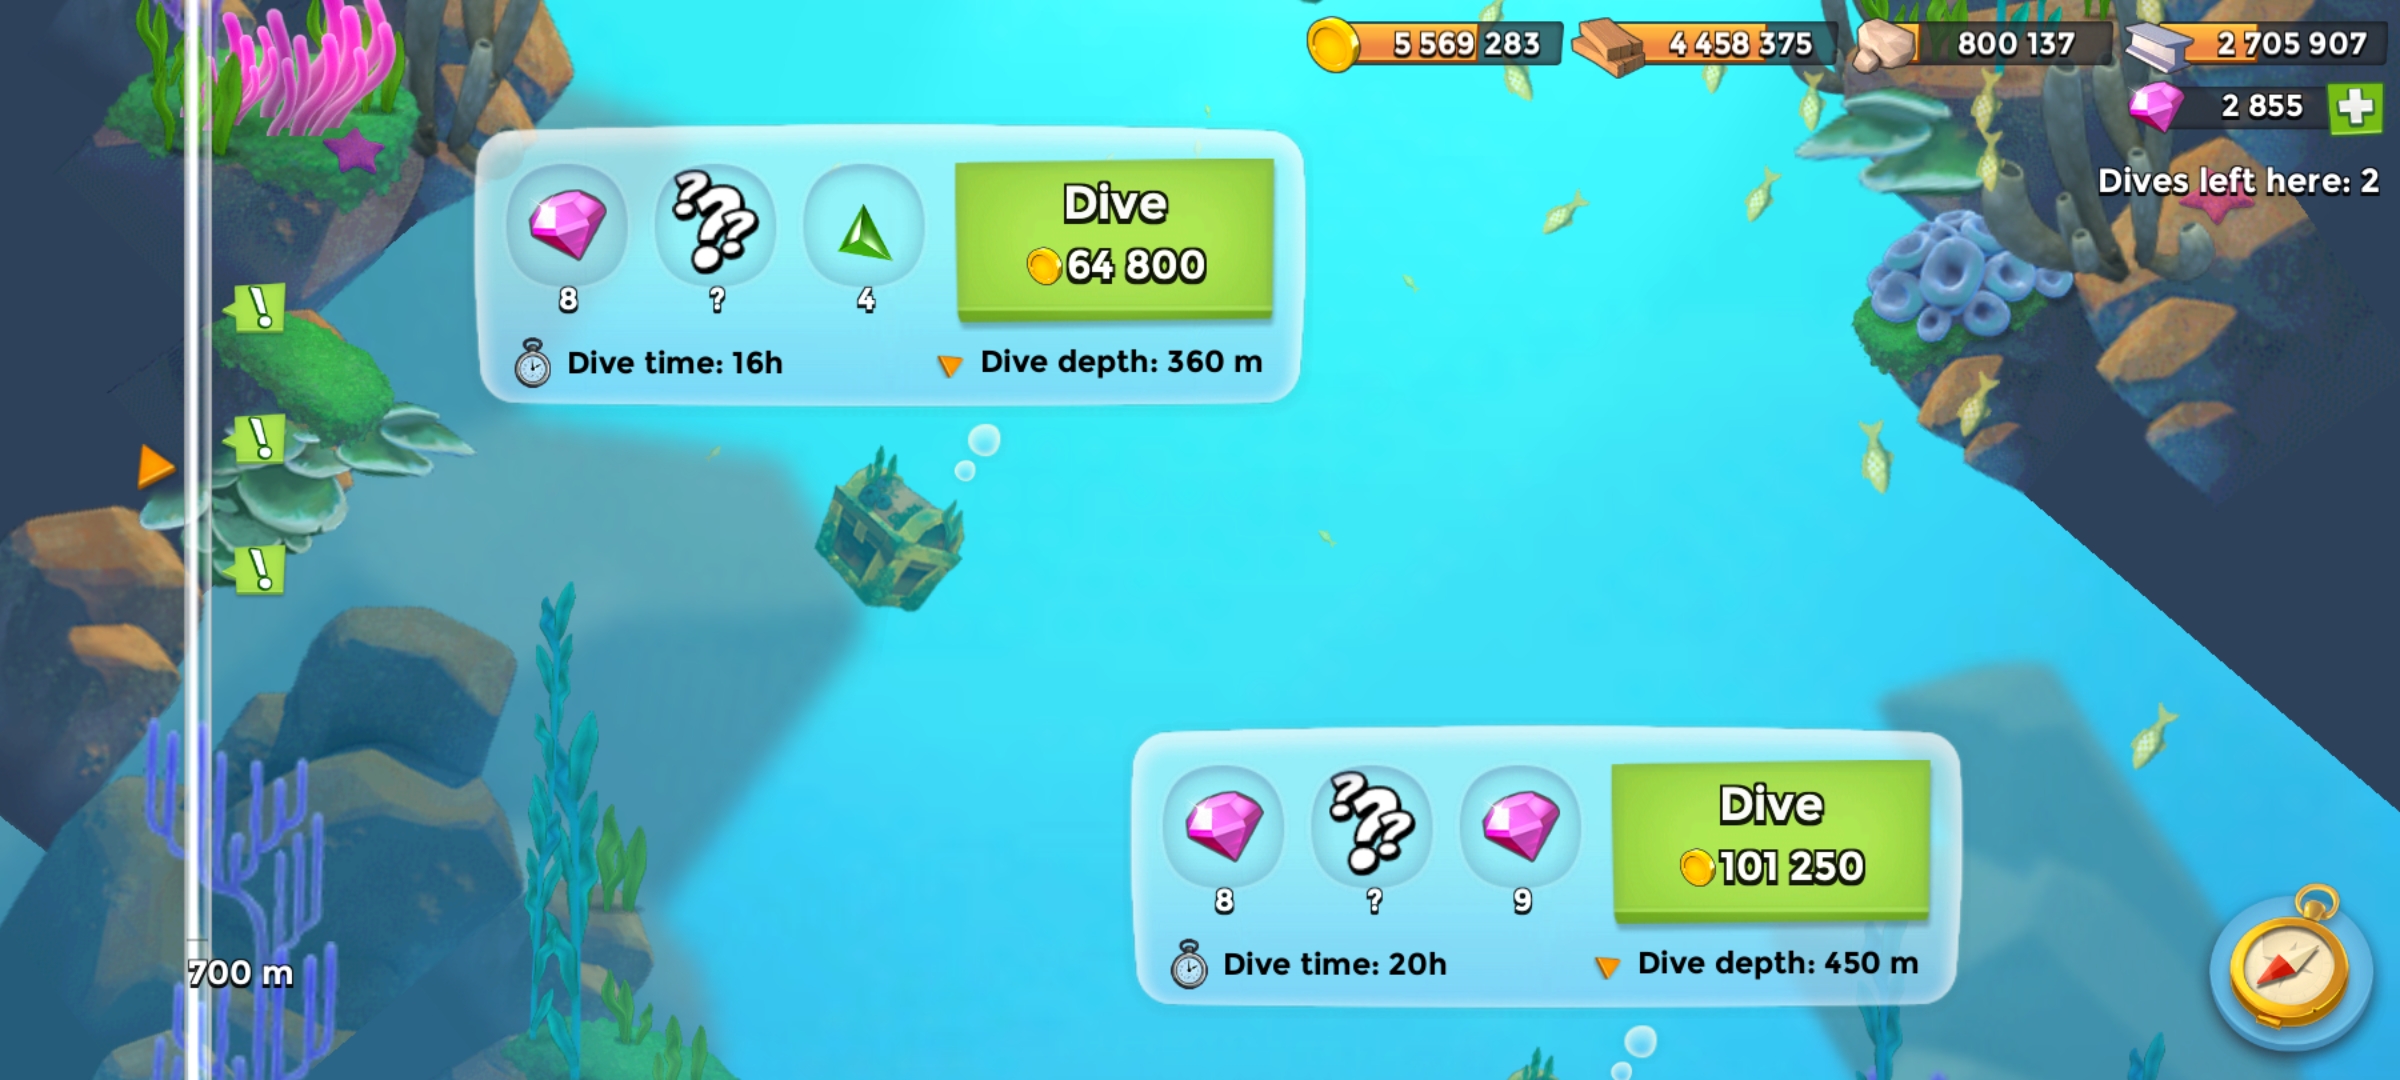 5 569 283
4 458 375
800 137
2 705 907
2 855
Dives left here: 2
Dive
64 800
8
?
4
Dive time: 16h
Dive depth: 360 m
!
!
!
Dive
101 250
8
?
9
Dive time: 20h
Dive depth: 450 m
700 m